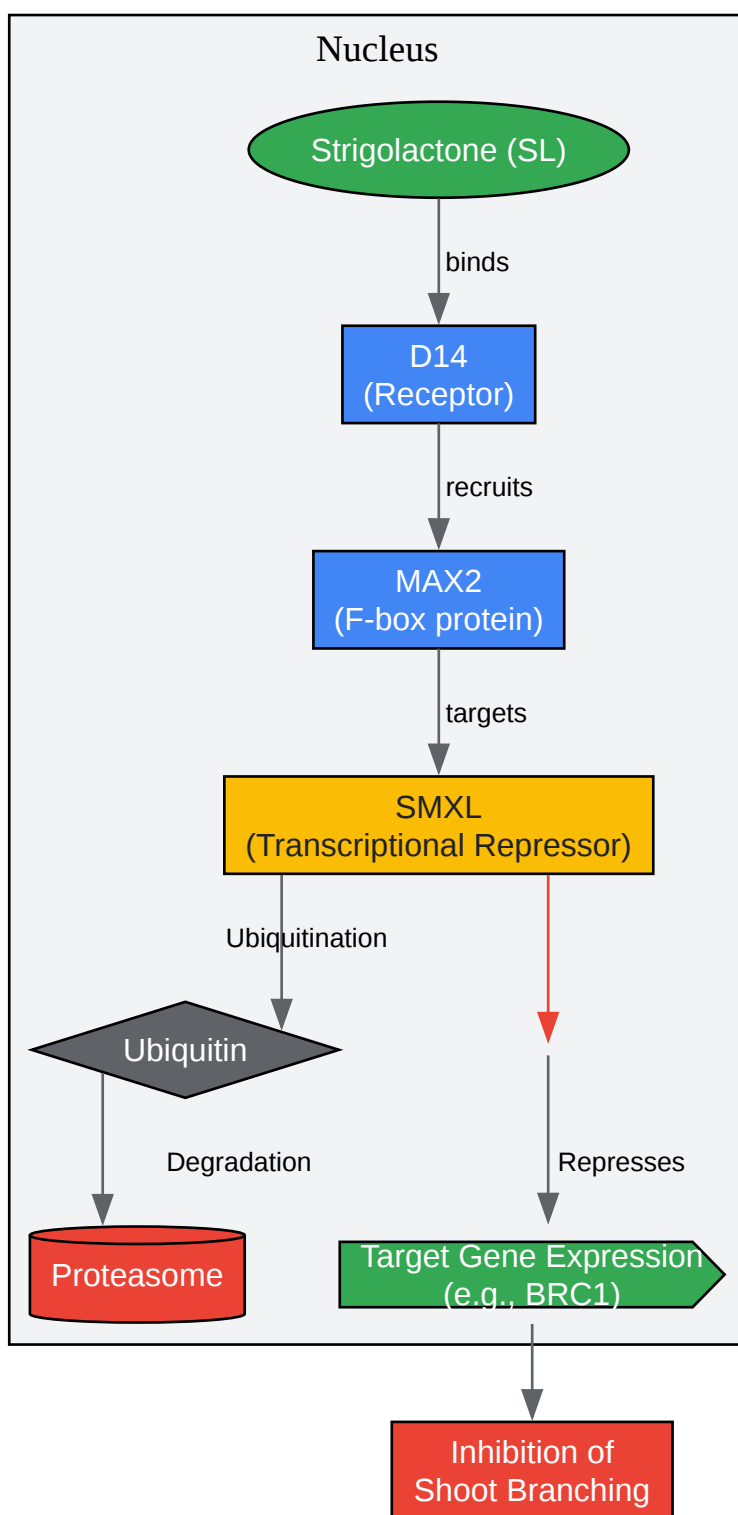 Nucleus
Strigolactone (SL)
binds
D14
(Receptor)
recruits
MAX2
(F-box protein)
targets
SMXL
(Transcriptional Repressor)
Ubiquitination
Ubiquitin
Degradation
Represses
Proteasome
Target Gene Expression
(e.g., BRC1)
Inhibition of
Shoot Branching